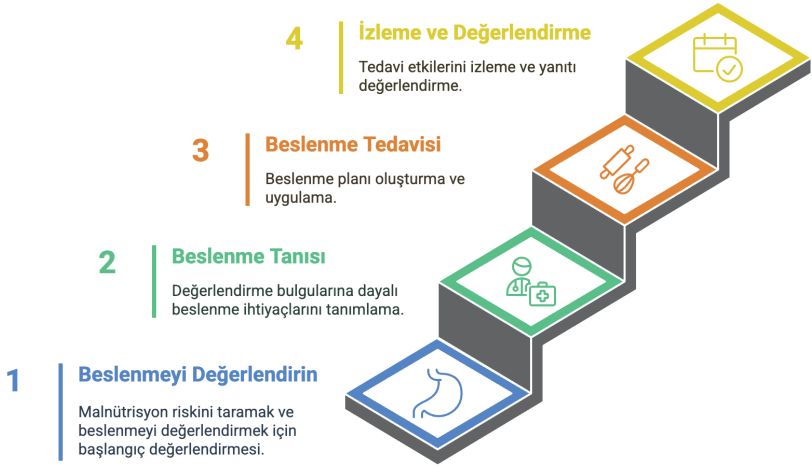 4
İzleme ve Değerlendirme
Tedavi etkilerini izleme ve yanıtı
değerlendirme.
3
Beslenme Tedavisi
Beslenme planı oluşturma ve
uygulama.
2
Beslenme Tanısı
Değerlendirme bulgularına dayalı
beslenme ihtiyaçlarını tanımlama.
1
Beslenmeyi Değerlendirin
Malnütrisyon riskini taramak ve
beslenmeyi değerlendirmek için
başlangıç değerlendirmesi.